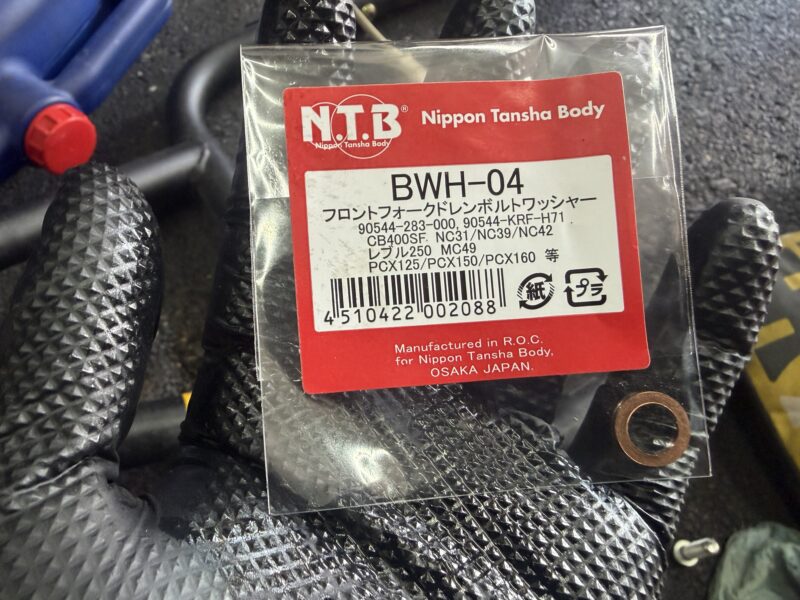 N.T.B®
Nippon Tansha Body
Nippon Tansha Body
BWH-04
フロントフォークドレンボルトワッシャー
90544-283-000, 90544-KRF-H71
CB400SF NC31/NC39/NC42
レブル250 MC49
PCX125/PCX150/PCX160 等
4 510422 002088
紙
プラ
Manufactured in R.O.C.
for Nippon Tansha Body,
OSAKA JAPAN.